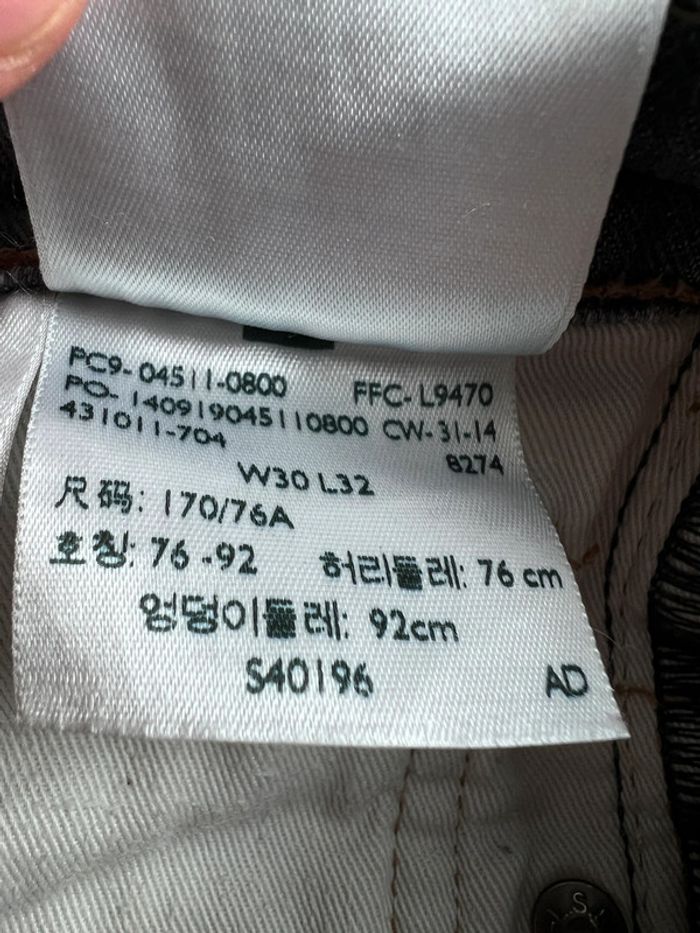 PC9-04511-0800 FFC-L9470
PO-140919045110800 CW-31-14
431011-704 8274
W30 L32
尺码: 170/76A
호칭: 76-92 허리둘레: 76 cm
엉덩이둘레: 92cm
S40196 AD
S